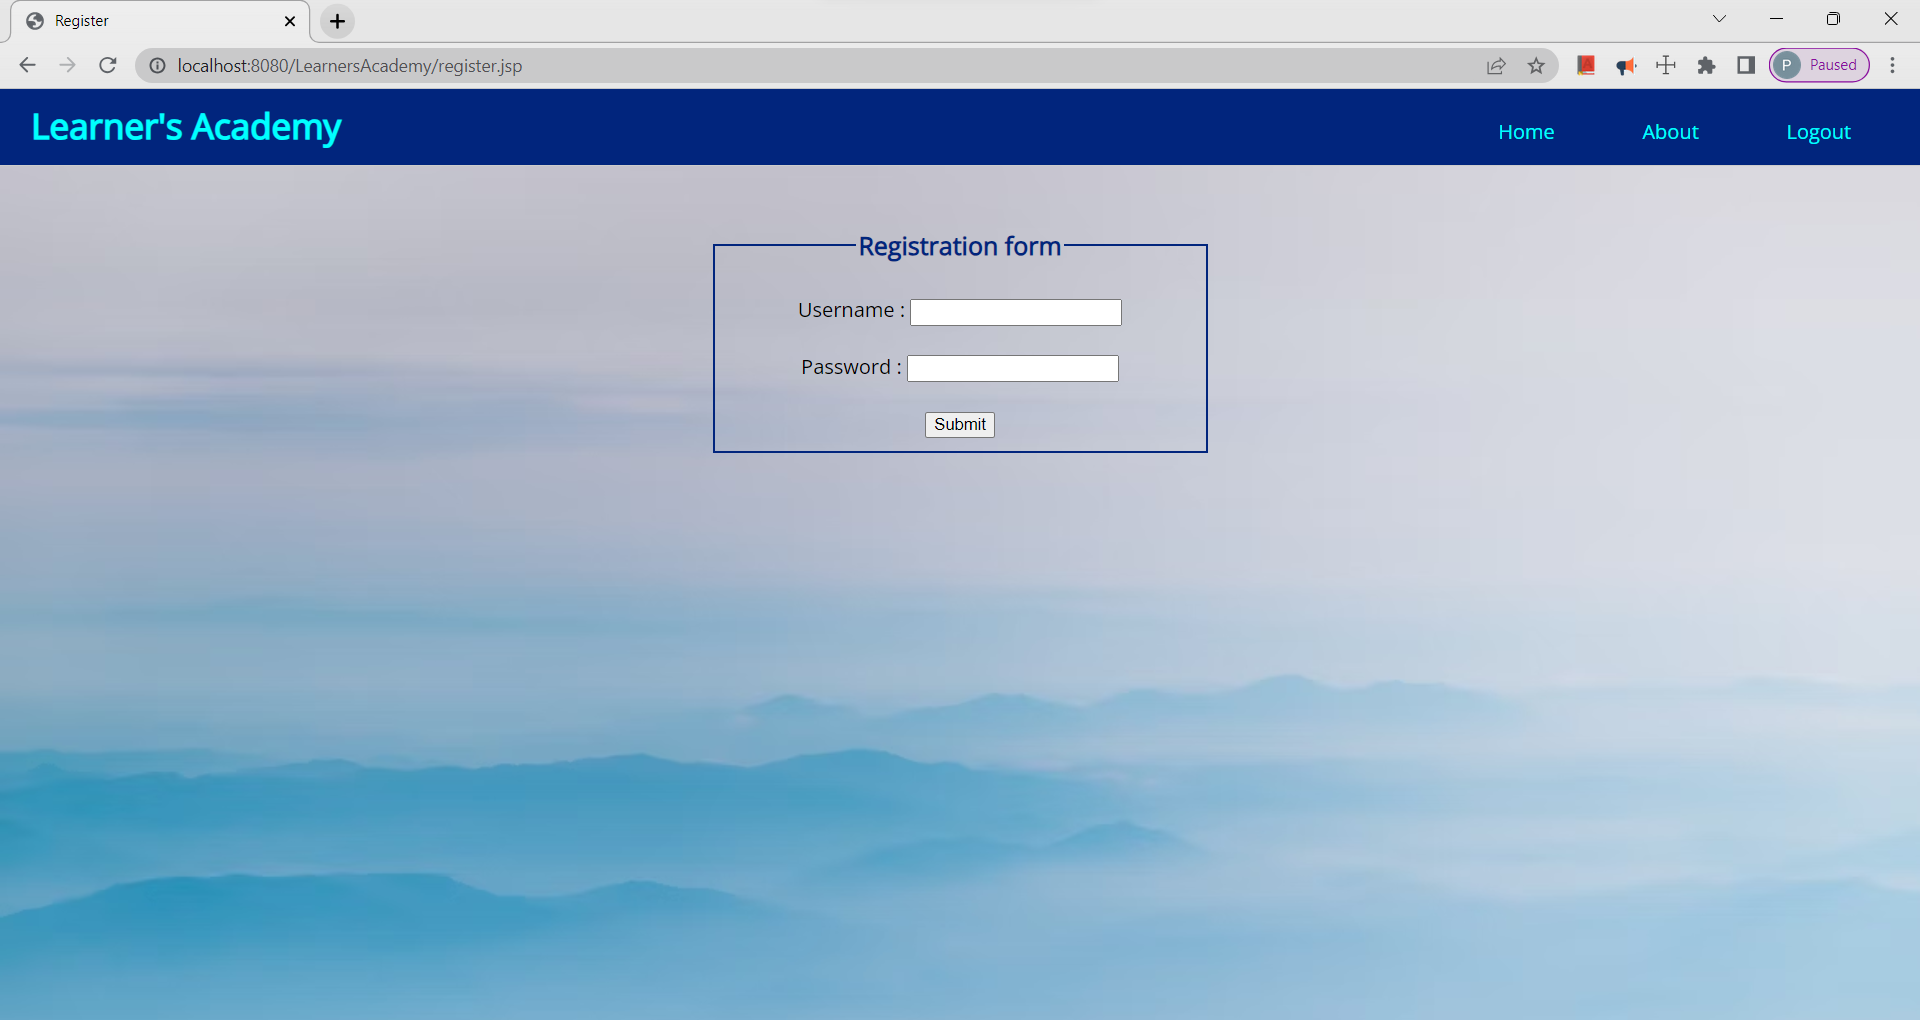 Register
localhost:8080/LearnersAcademy/register.jsp
P Paused
Learner's Academy
Home About Logout
Registration form
Username :
Password :
Submit